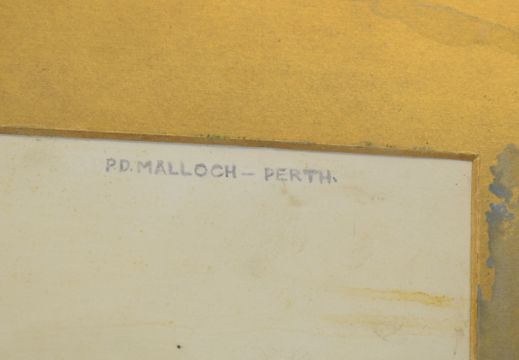 P.D. MALLOCH - PERTH.